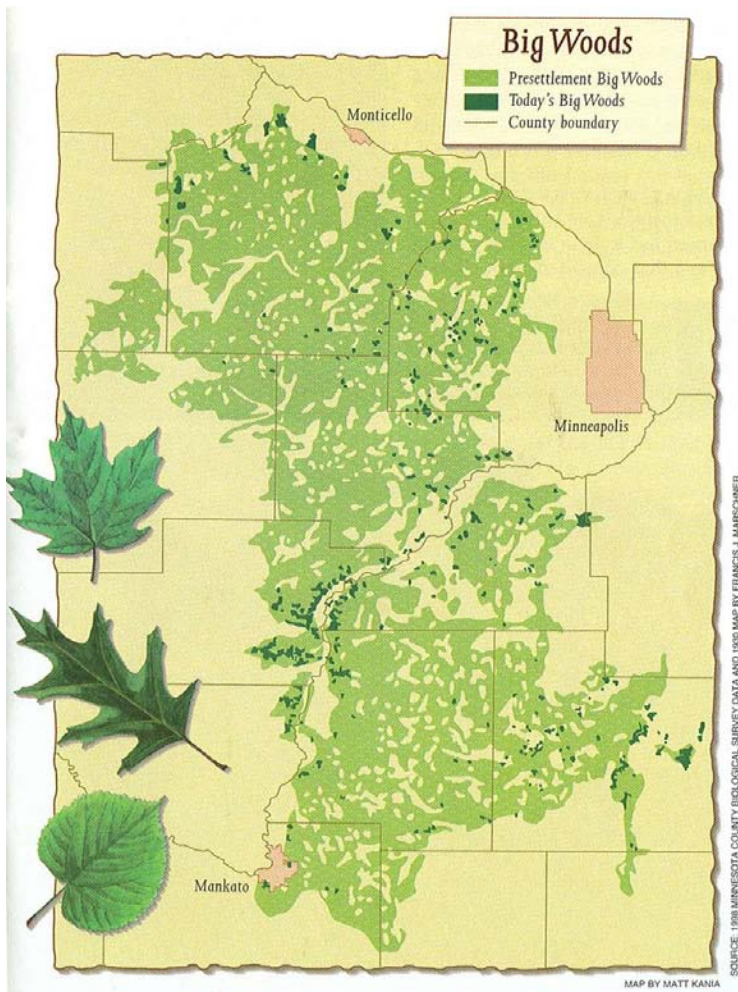 Big Woods
Presettlement Big Woods
Today's Big Woods
County boundary
Monticello
Minneapolis
Mankato
SOURCE: 1998 MINNESOTA COUNTY BIOLOGICAL SURVEY DATA AND 1930 MAP BY FRANCIS J. MARSCHNER
MAP BY MATT KANIA